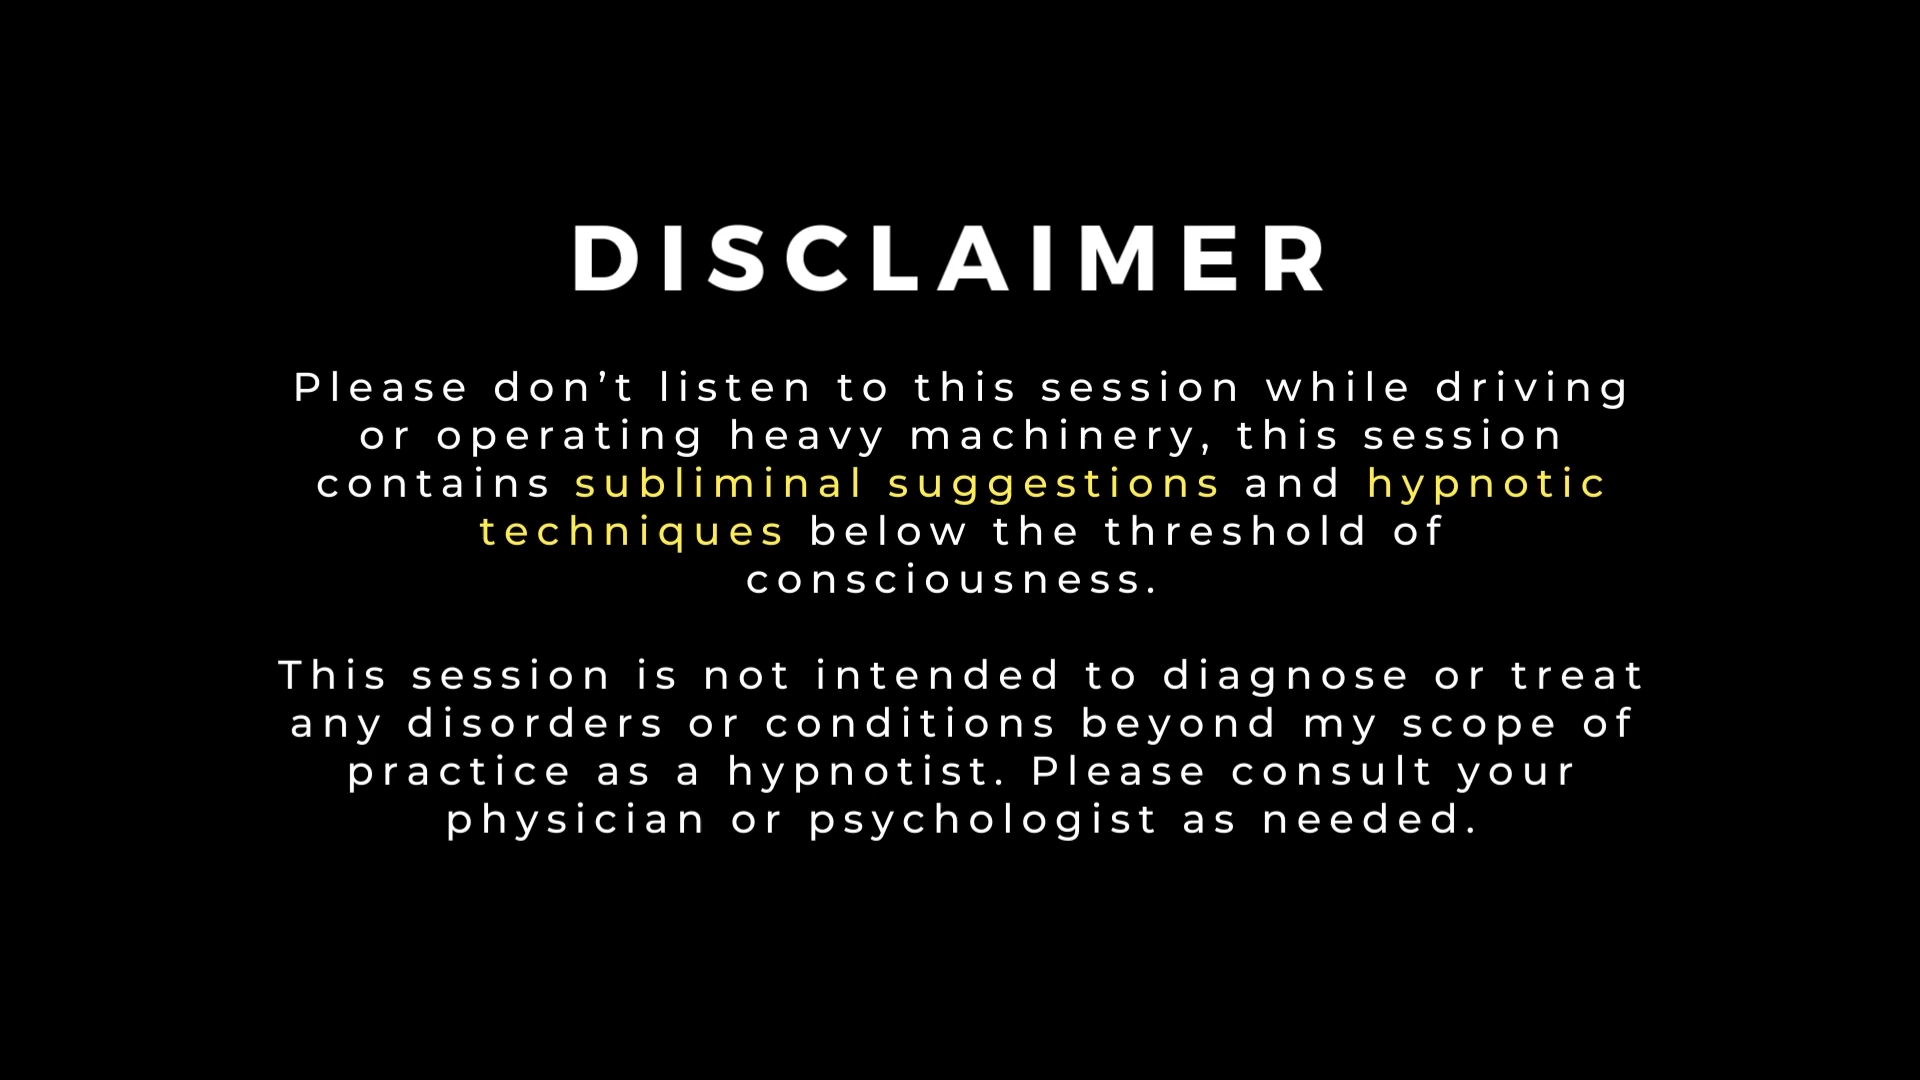 DISCLAIMER
Please don’t listen to this session while driving
or operating heavy machinery, this session
contains subliminal suggestions and hypnotic
techniques below the threshold of
consciousness.
This session is not intended to diagnose or treat
any disorders or conditions beyond my scope of
practice as a hypnotist. Please consult your
physician or psychologist as needed.